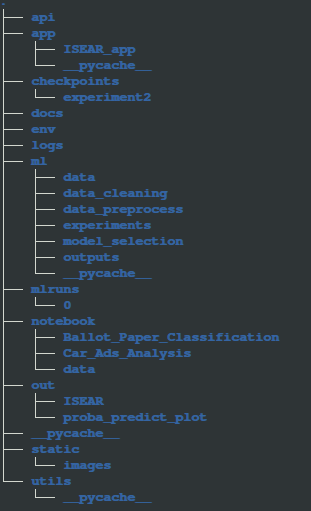 .
├── api
├── app
│   ├── ISEAR_app
│   └── __pycache__
├── checkpoints
│   └── experiment2
├── docs
├── env
├── logs
├── ml
│   ├── data
│   ├── data_cleaning
│   ├── data_preprocess
│   ├── experiments
│   ├── model_selection
│   ├── outputs
│   └── __pycache__
├── mlruns
│   └── 0
├── notebook
│   ├── Ballot_Paper_Classification
│   ├── Car_Ads_Analysis
│   └── data
├── out
│   ├── ISEAR
│   └── proba_predict_plot
├── __pycache__
├── static
│   └── images
└── utils
    └── __pycache__